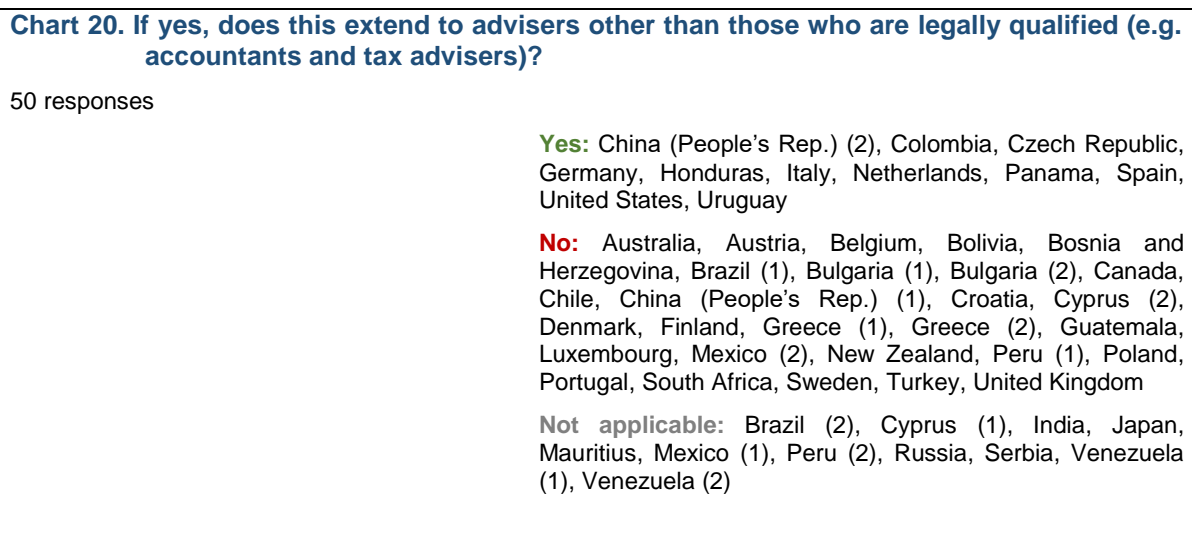 Chart 20. If yes, does this extend to advisers other than those who are legally qualified (e.g.
accountants and tax advisers)?
50 responses
Yes: China (People’s Rep.) (2), Colombia, Czech Republic,
Germany, Honduras, Italy, Netherlands, Panama, Spain,
United States, Uruguay
No: Australia, Austria, Belgium, Bolivia, Bosnia and
Herzegovina, Brazil (1), Bulgaria (1), Bulgaria (2), Canada,
Chile, China (People’s Rep.) (1), Croatia, Cyprus (2),
Denmark, Finland, Greece (1), Greece (2), Guatemala,
Luxembourg, Mexico (2), New Zealand, Peru (1), Poland,
Portugal, South Africa, Sweden, Turkey, United Kingdom
Not applicable: Brazil (2), Cyprus (1), India, Japan,
Mauritius, Mexico (1), Peru (2), Russia, Serbia, Venezuela
(1), Venezuela (2)